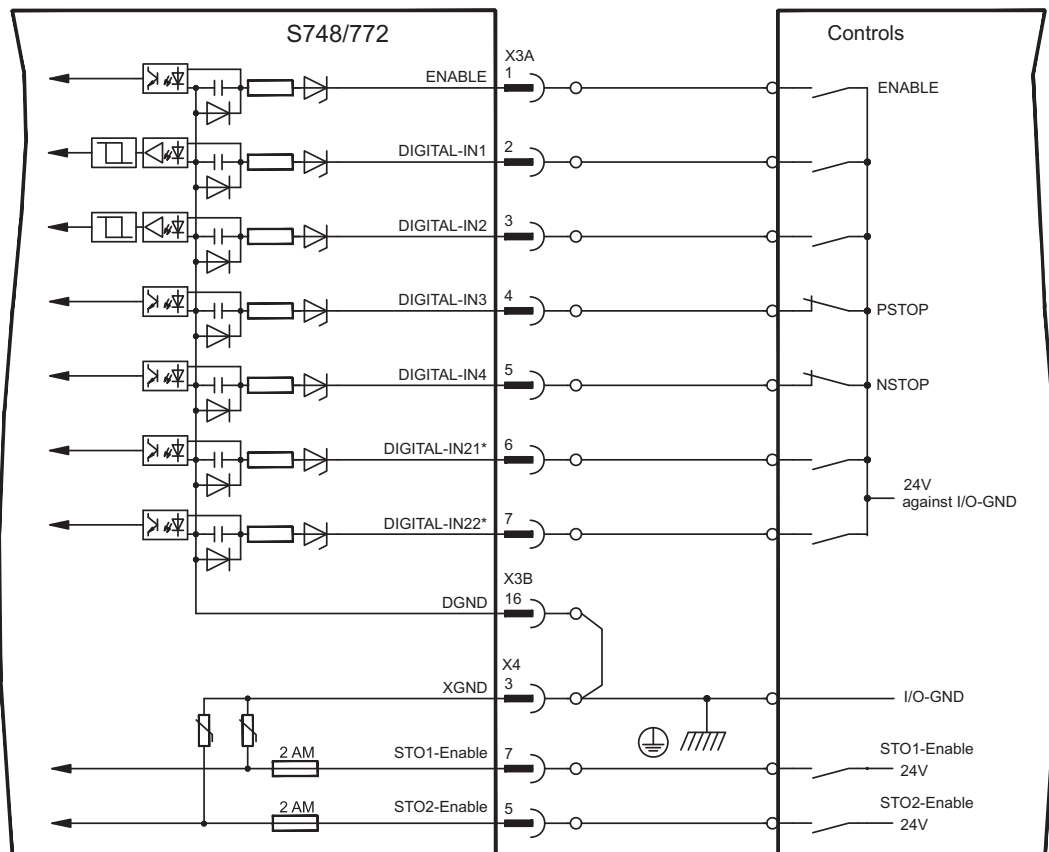 S748/772
Controls
X3A
ENABLE
1
ENABLE
DIGITAL-IN1
2
DIGITAL-IN2
3
DIGITAL-IN3
4
PSTOP
DIGITAL-IN4
5
NSTOP
DIGITAL-IN21*
6
24V
against I/O-GND
DIGITAL-IN22*
7
X3B
DGND
16
X4
XGND
3
I/O-GND
2 AM
STO1-Enable
7
STO1-Enable
24V
2 AM
STO2-Enable
5
STO2-Enable
24V